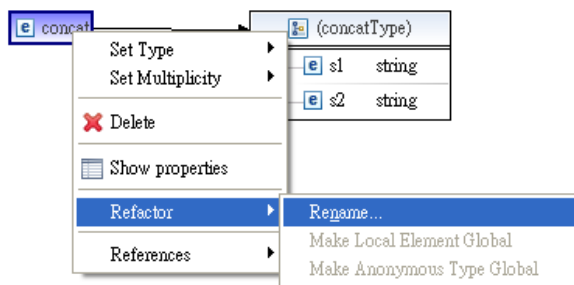 e concat
e (concatType)
Set Type
e s1 string
Set Multiplicity
e s2 string
Delete
Show properties
Refactor
Rename...
Make Local Element Global
References
Make Anonymous Type Global